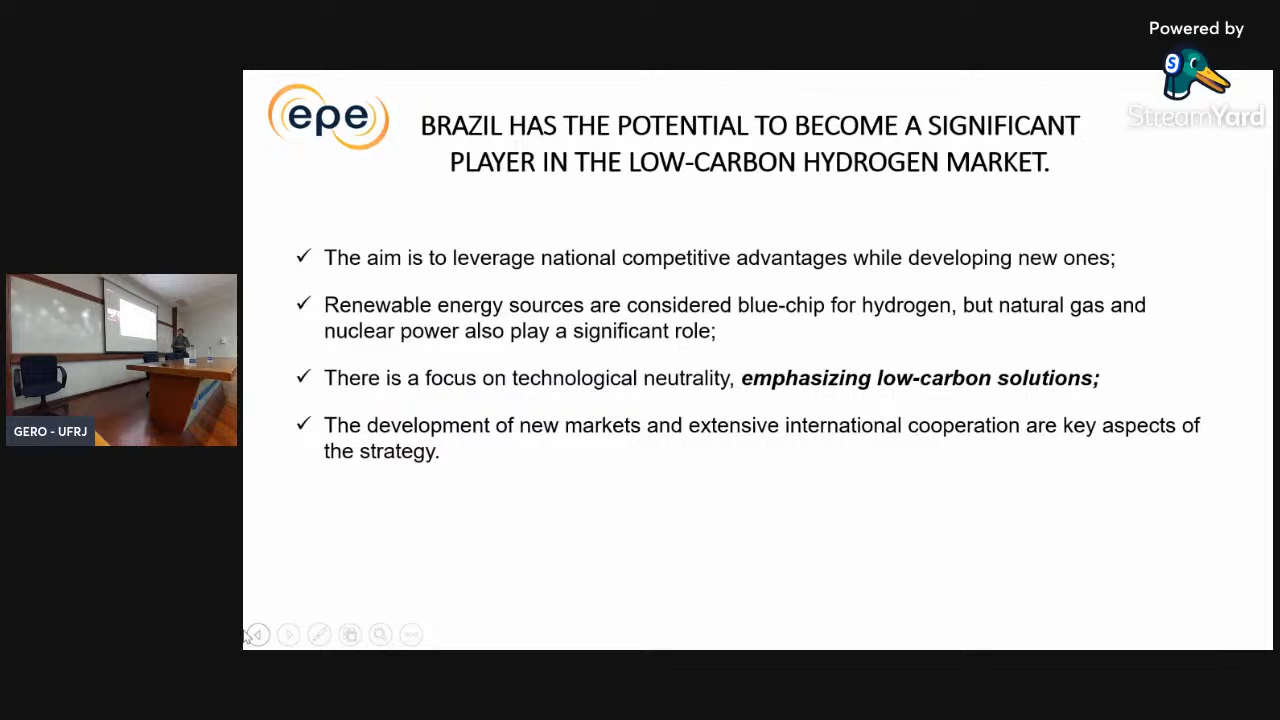 Powered by
S
StreamYard
epe
BRAZIL HAS THE POTENTIAL TO BECOME A SIGNIFICANT
PLAYER IN THE LOW-CARBON HYDROGEN MARKET.
✓ The aim is to leverage national competitive advantages while developing new ones;
✓ Renewable energy sources are considered blue-chip for hydrogen, but natural gas and
nuclear power also play a significant role;
✓ There is a focus on technological neutrality, emphasizing low-carbon solutions;
✓ The development of new markets and extensive international cooperation are key aspects of
the strategy.
GERO - UFRJ